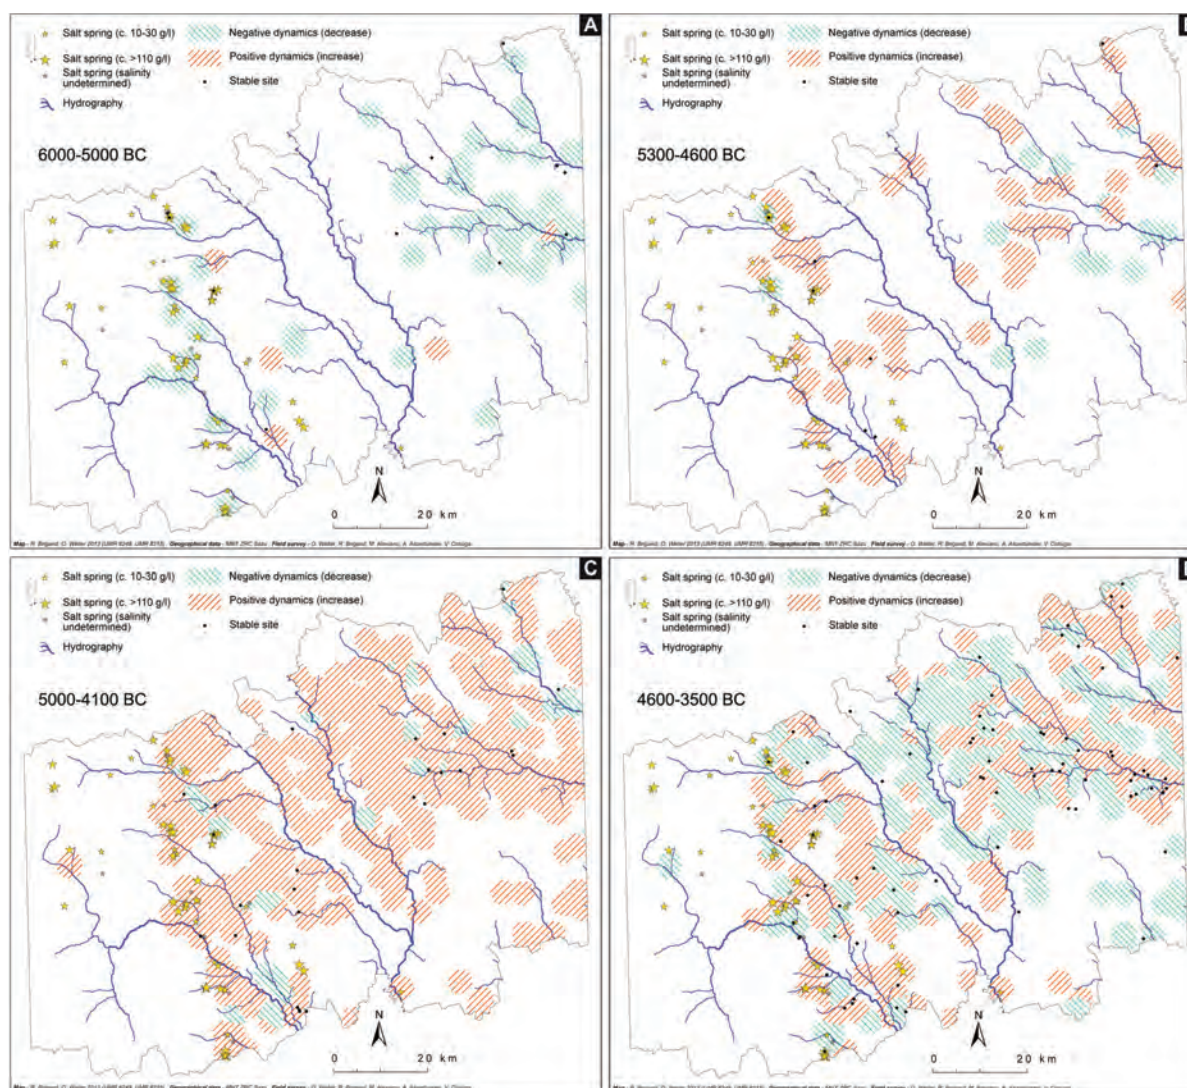 A
Salt spring (c. 10-30 g/l)
Negative dynamics (decrease)
Salt spring (c. >110 g/l)
Positive dynamics (increase)
Salt spring (salinity
undetermined)
Stable site
Hydrography
6000-5000 BC
N
0 20 km
Salt spring (c. 10-30 g/l)
Negative dynamics (decrease)
Salt spring (c. >110 g/l)
Positive dynamics (increase)
Salt spring (salinity
undetermined)
Stable site
Hydrography
5300-4600 BC
N
0 20 km
C
Salt spring (c. 10-30 g/l)
Negative dynamics (decrease)
Salt spring (c. >110 g/l)
Positive dynamics (increase)
Salt spring (salinity
undetermined)
Stable site
Hydrography
5000-4100 BC
N
0 20 km
Salt spring (c. 10-30 g/l)
Negative dynamics (decrease)
Salt spring (c. >110 g/l)
Positive dynamics (increase)
Salt spring (salinity
undetermined)
Stable site
Hydrography
4600-3500 BC
N
0 20 km